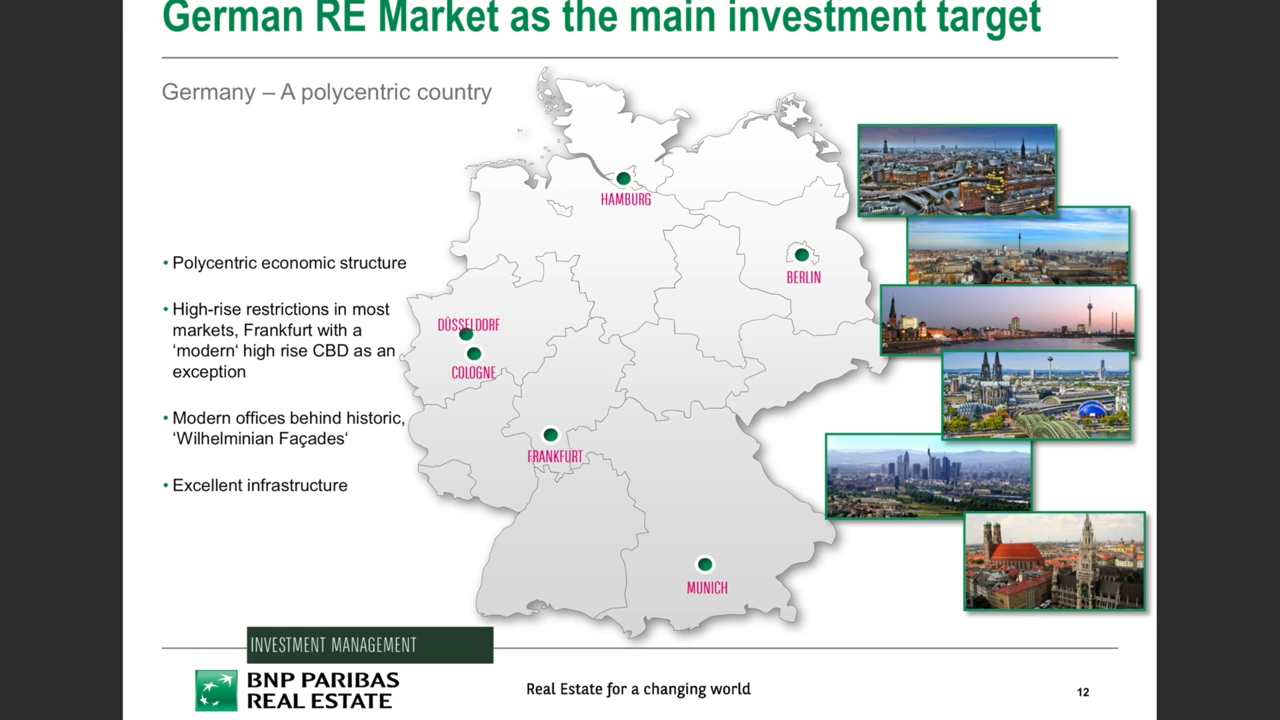 German RE Market as the main investment target
Germany – A polycentric country
• Polycentric economic structure
• High-rise restrictions in most
markets, Frankfurt with a
‘modern‘ high rise CBD as an
exception
• Modern offices behind historic,
‘Wilhelminian Façades‘
• Excellent infrastructure
HAMBURG
BERLIN
DÜSSELDORF
COLOGNE
FRANKFURT
MUNICH
INVESTMENT MANAGEMENT
BNP PARIBAS
REAL ESTATE
Real Estate for a changing world
12